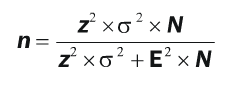 n = z² × σ² × N / z² × σ² + E² × N